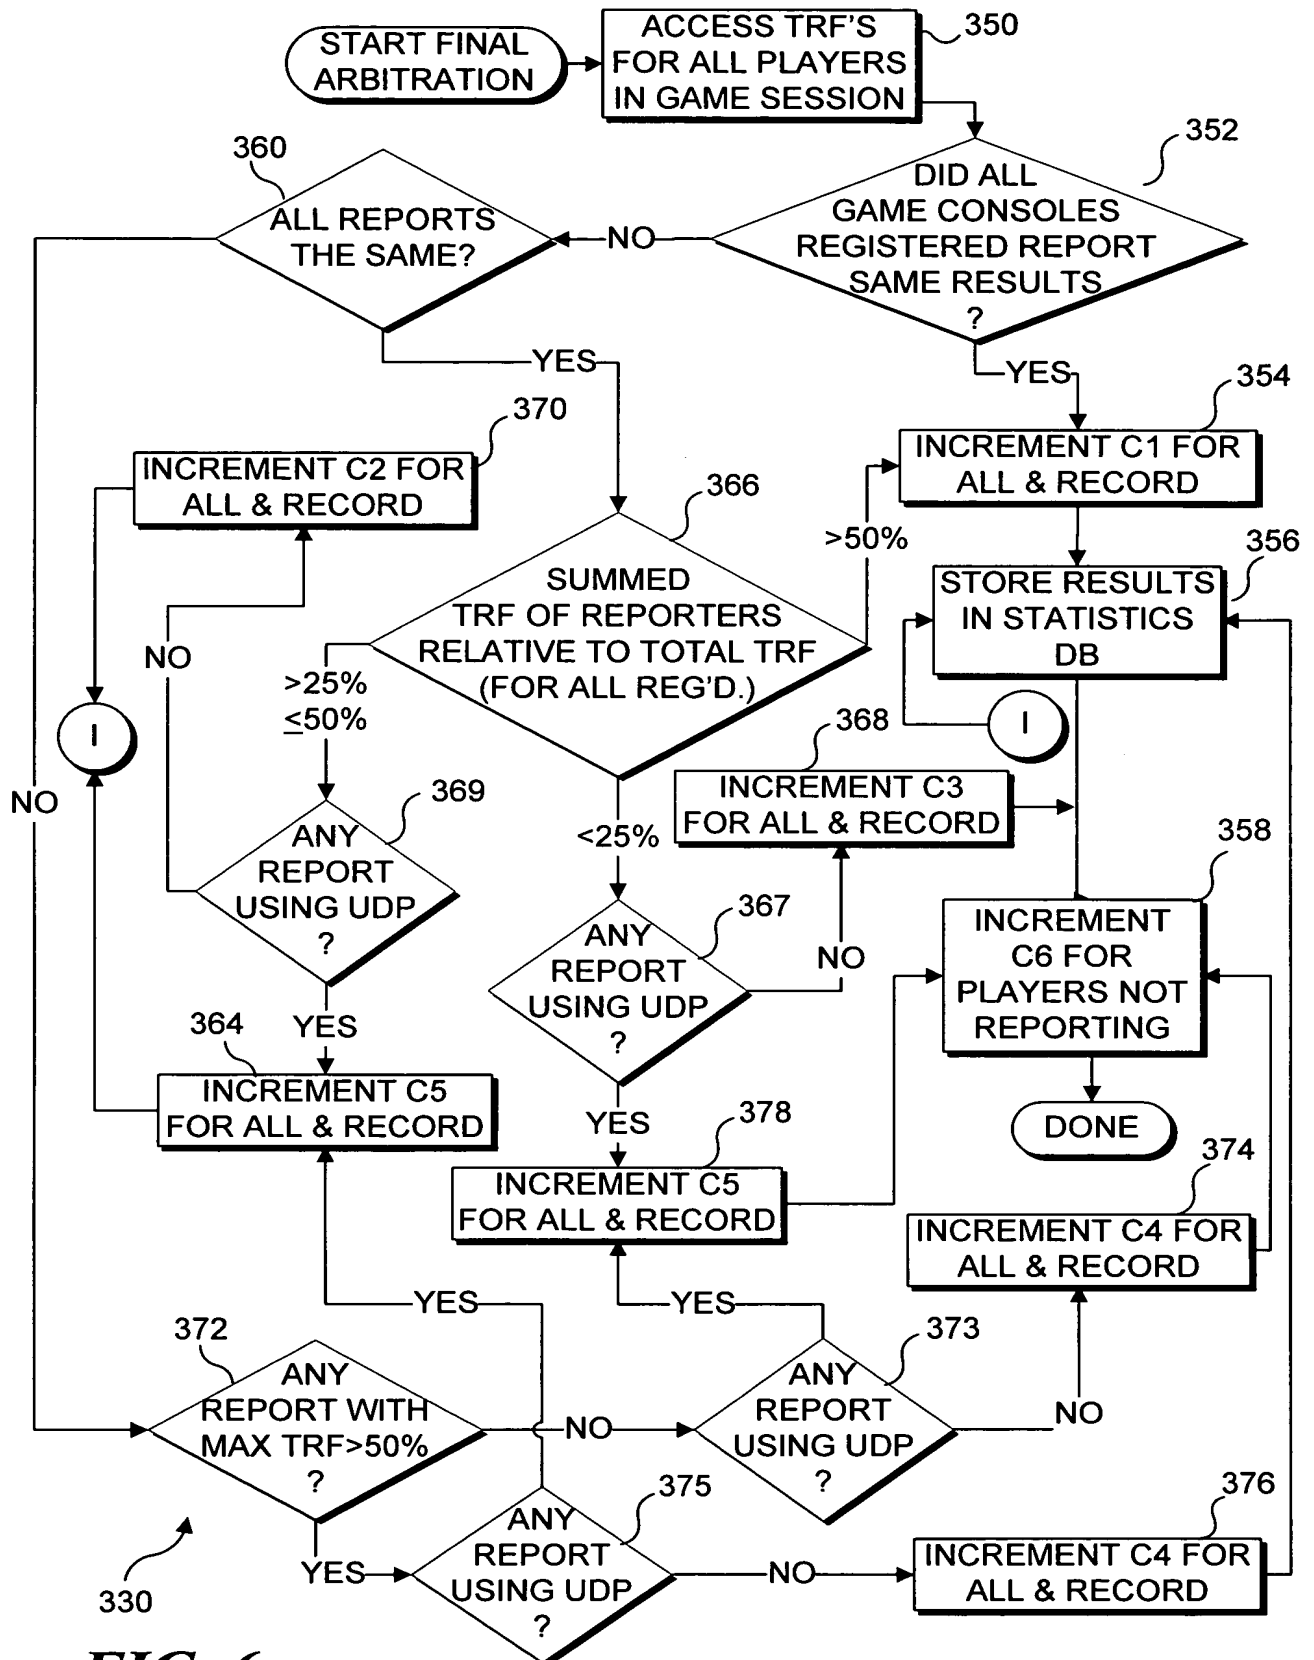 START FINAL
ARBITRATION
ACCESS TRF'S
FOR ALL PLAYERS
IN GAME SESSION
350
352
DID ALL
GAME CONSOLES
REGISTERED REPORT
SAME RESULTS
?
NO
YES
360
ALL REPORTS
THE SAME?
NO
YES
354
INCREMENT C1 FOR
ALL & RECORD
370
INCREMENT C2 FOR
ALL & RECORD
366
SUMMED
TRF OF REPORTERS
RELATIVE TO TOTAL TRF
(FOR ALL REG'D.)
>50%
>25%
≤50%
<25%
356
STORE RESULTS
IN STATISTICS
DB
I
I
368
INCREMENT C3
FOR ALL & RECORD
369
ANY
REPORT
USING UDP
?
NO
YES
367
ANY
REPORT
USING UDP
?
NO
YES
358
INCREMENT
C6 FOR
PLAYERS NOT
REPORTING
DONE
364
INCREMENT C5
FOR ALL & RECORD
378
INCREMENT C5
FOR ALL & RECORD
374
INCREMENT C4 FOR
ALL & RECORD
372
ANY
REPORT WITH
MAX TRF>50%
?
NO
YES
373
ANY
REPORT
USING UDP
?
YES
NO
375
ANY
REPORT
USING UDP
?
YES
NO
376
INCREMENT C4 FOR
ALL & RECORD
330
FIG. 6